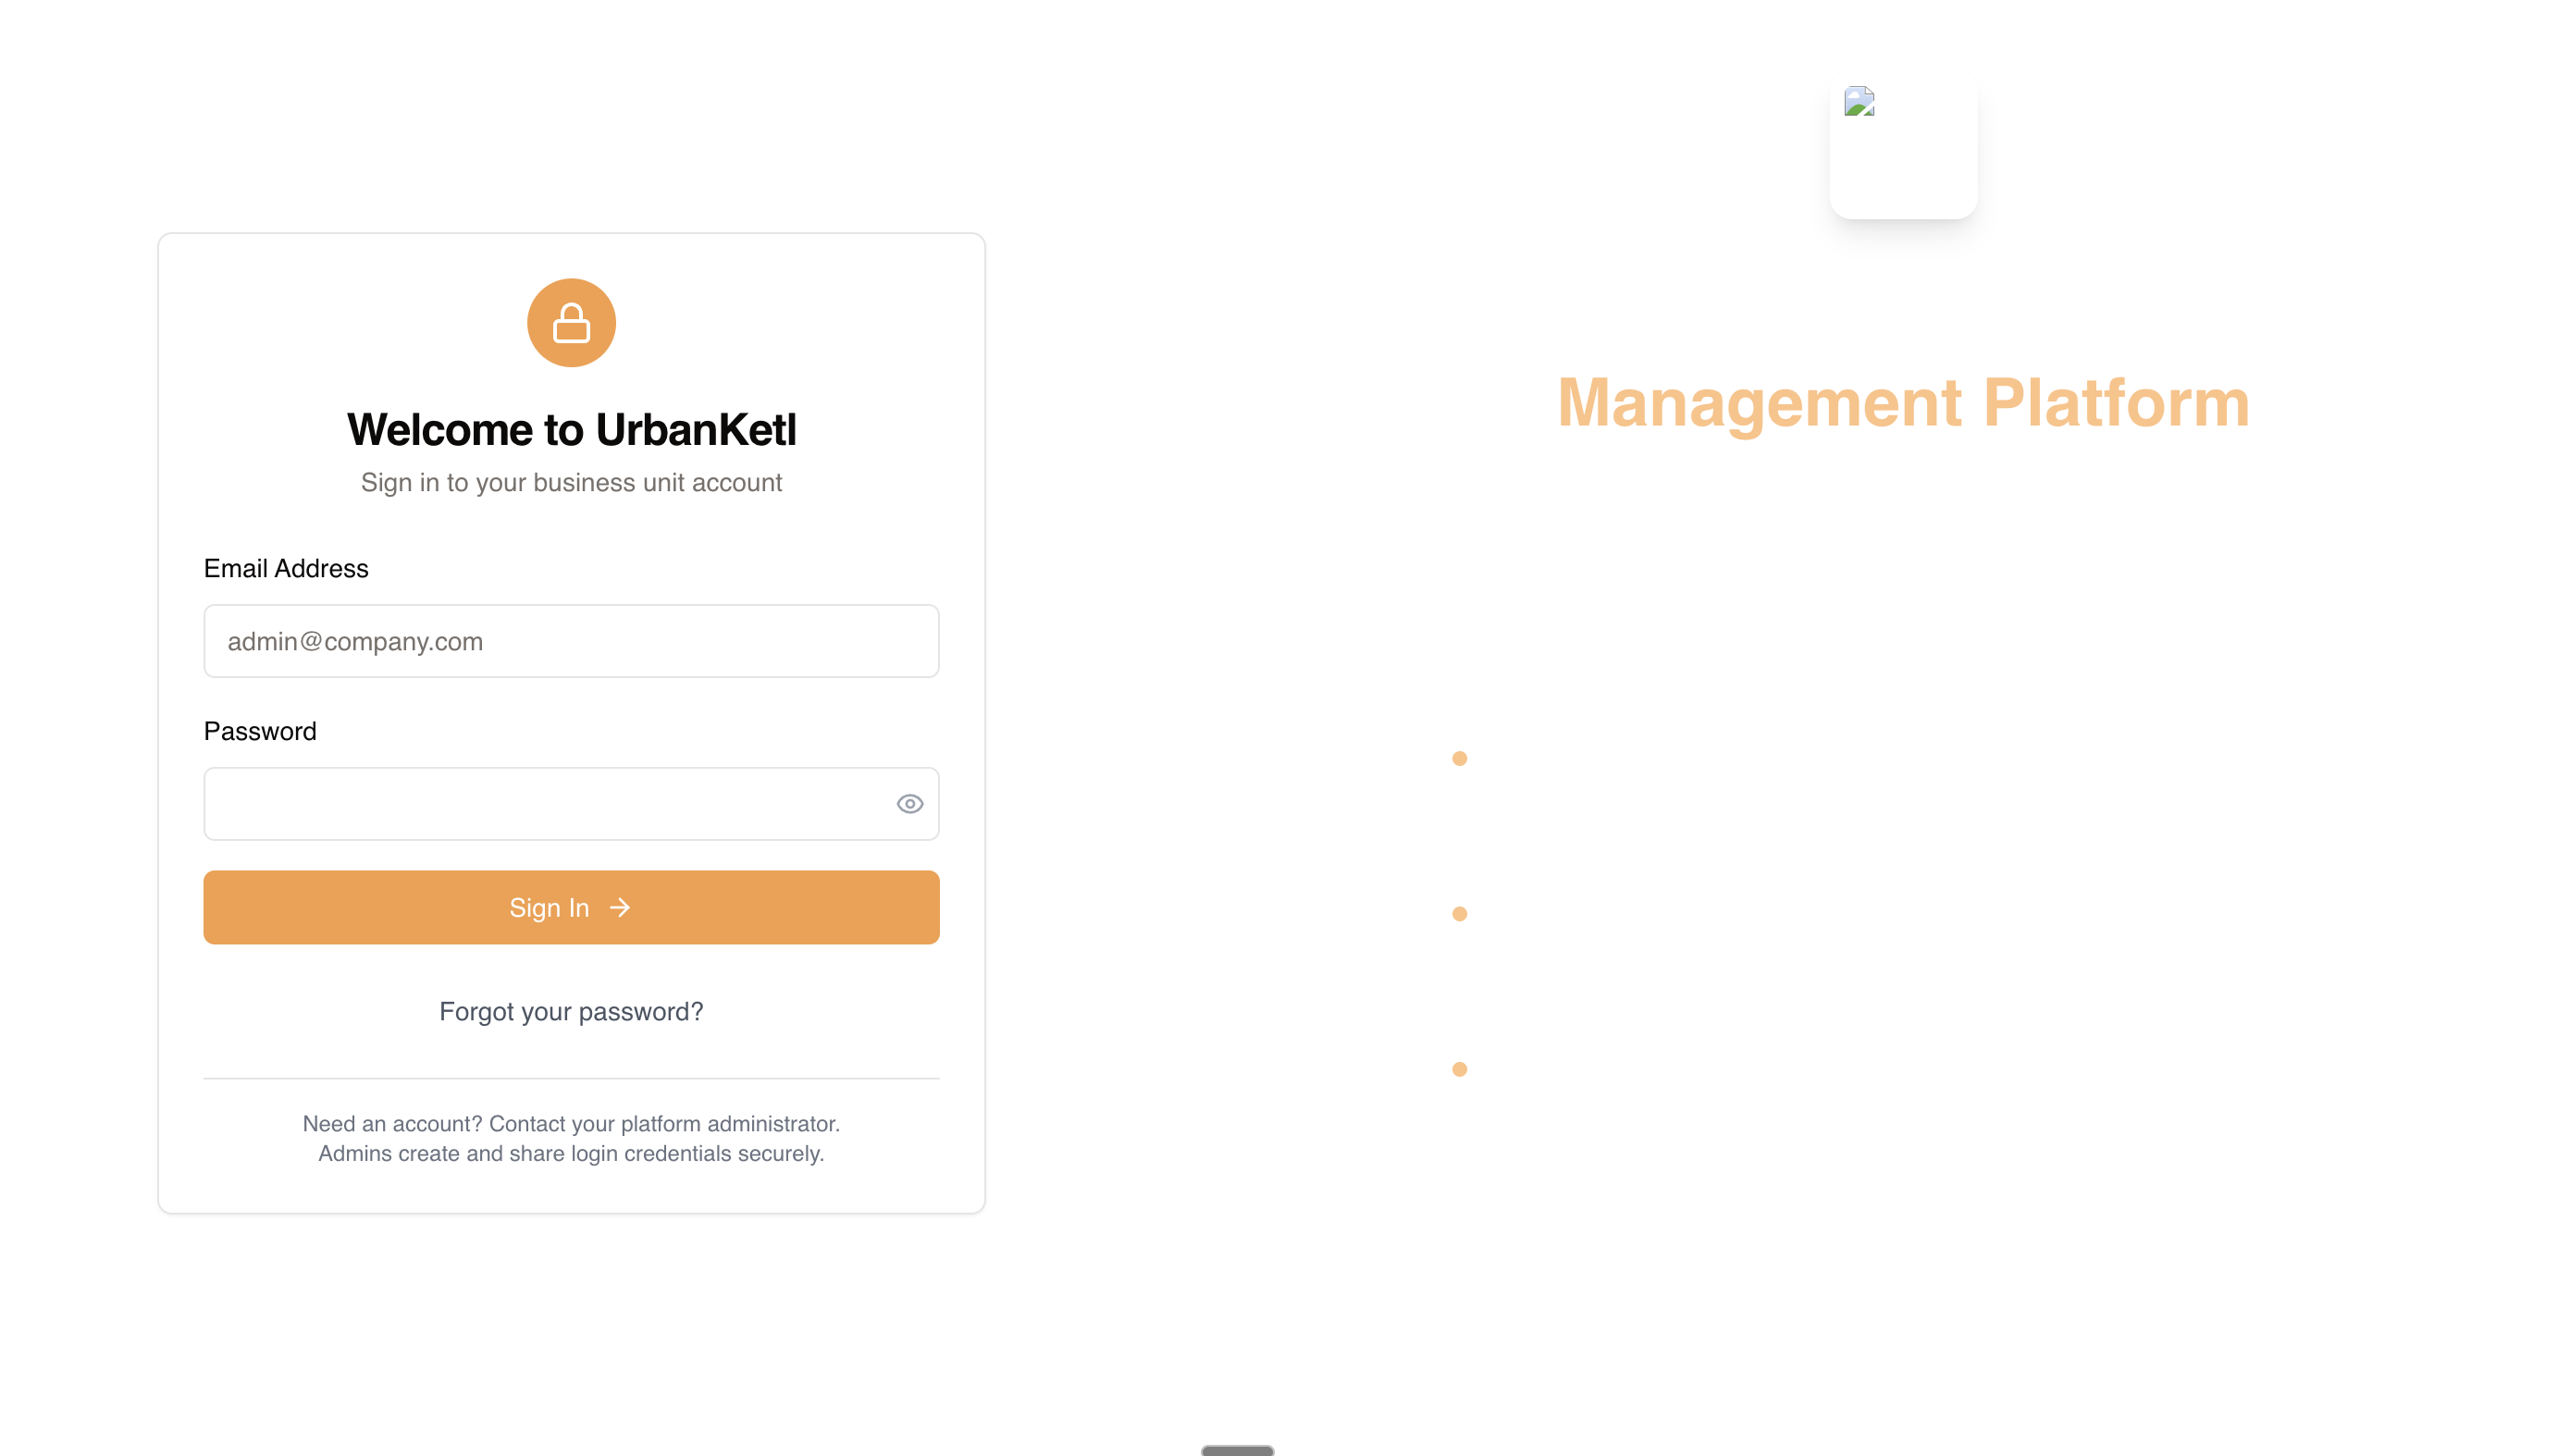 Welcome to UrbanKetl
Sign in to your business unit account
Email Address
admin@company.com
Password
Sign In
Forgot your password?
Need an account? Contact your platform administrator.
Admins create and share login credentials securely.
Management Platform